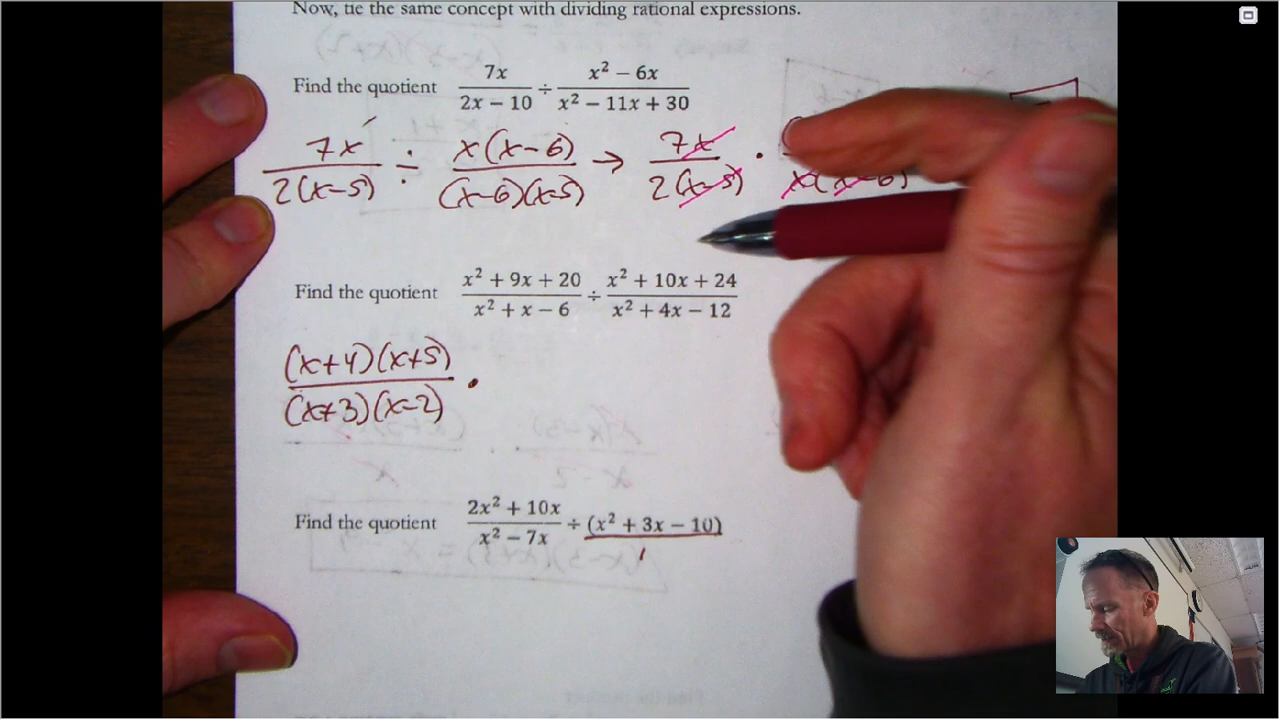 Now, tie the same concept with dividing rational expressions.
Find the quotient 7x / 2x − 10 ÷ x² − 6x / x² − 11x + 30
7x / 2(x−5) ÷ x(x−6) / (x−6)(x−5) → 7x / 2(x−5) · / x(x−6)
Find the quotient x² + 9x + 20 / x² + x − 6 ÷ x² + 10x + 24 / x² + 4x − 12
(x+4)(x+5) / (x+3)(x−2) ·
Find the quotient 2x² + 10x / x² − 7x ÷ (x² + 3x − 10) / 1